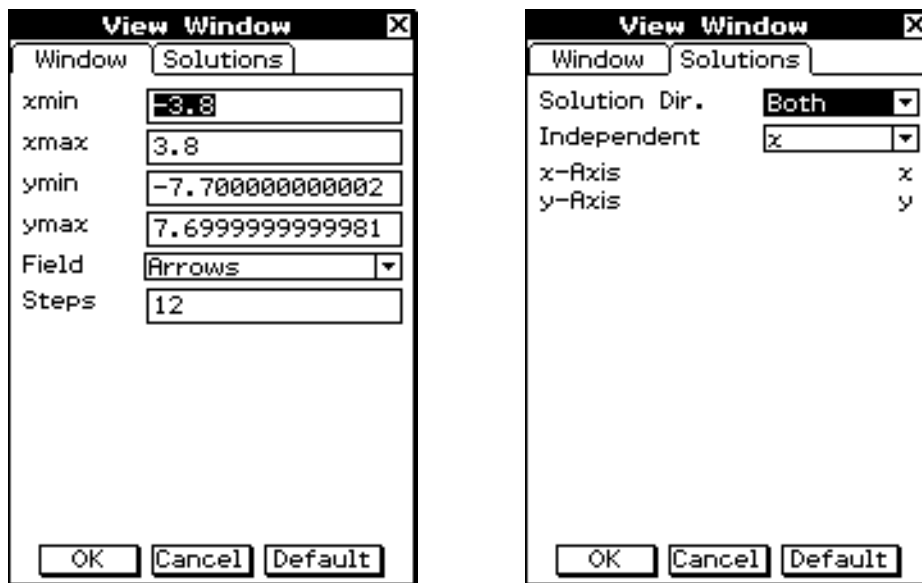 View Window X
Window Solutions
xmin -3.8
xmax 3.8
ymin -7.700000000002
ymax 7.6999999999981
Field Arrows
Steps 12
OK Cancel Default
View Window X
Window Solutions
Solution Dir. Both
Independent x
x-Axis x
y-Axis y
OK Cancel Default